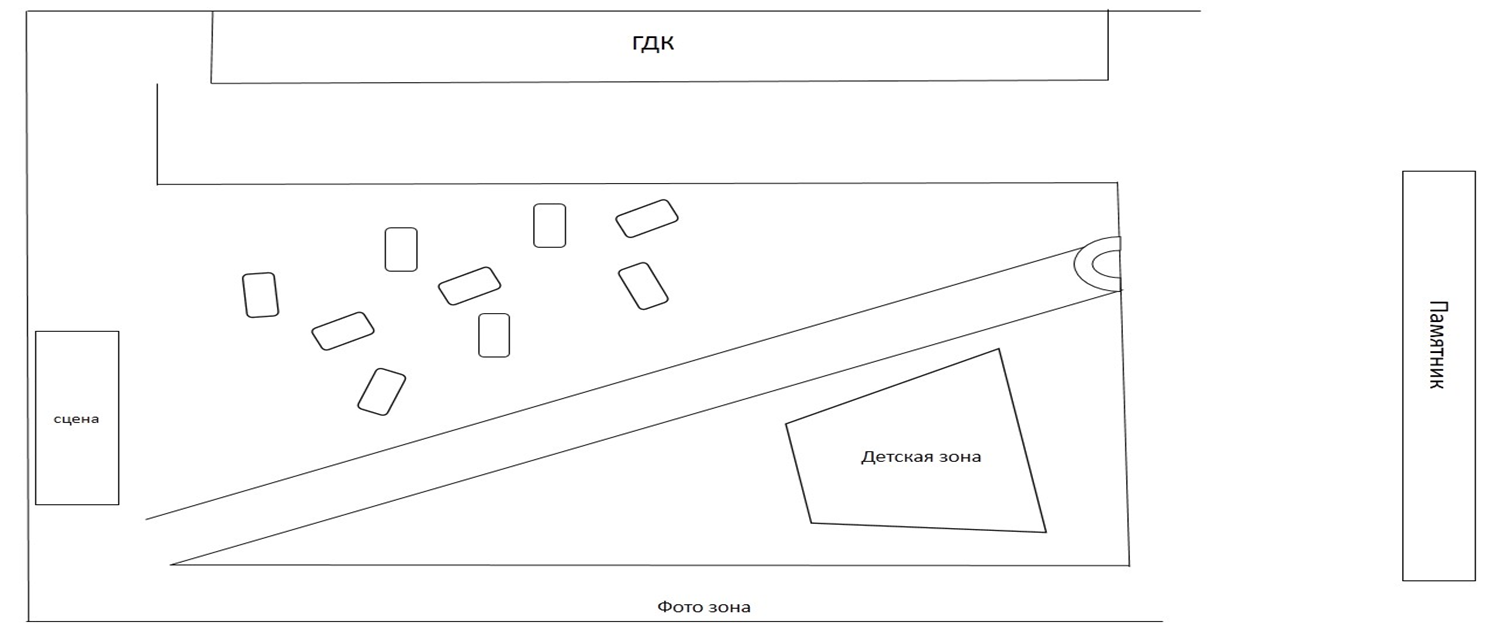 ГДК
Памятник
сцена
Детская зона
Фото зона